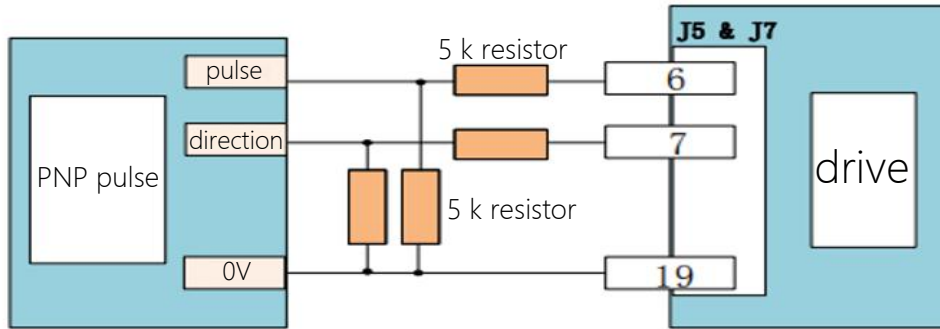 J5 & J7
5 k resistor
pulse
6
direction
7
PNP pulse
drive
5 k resistor
0V
19